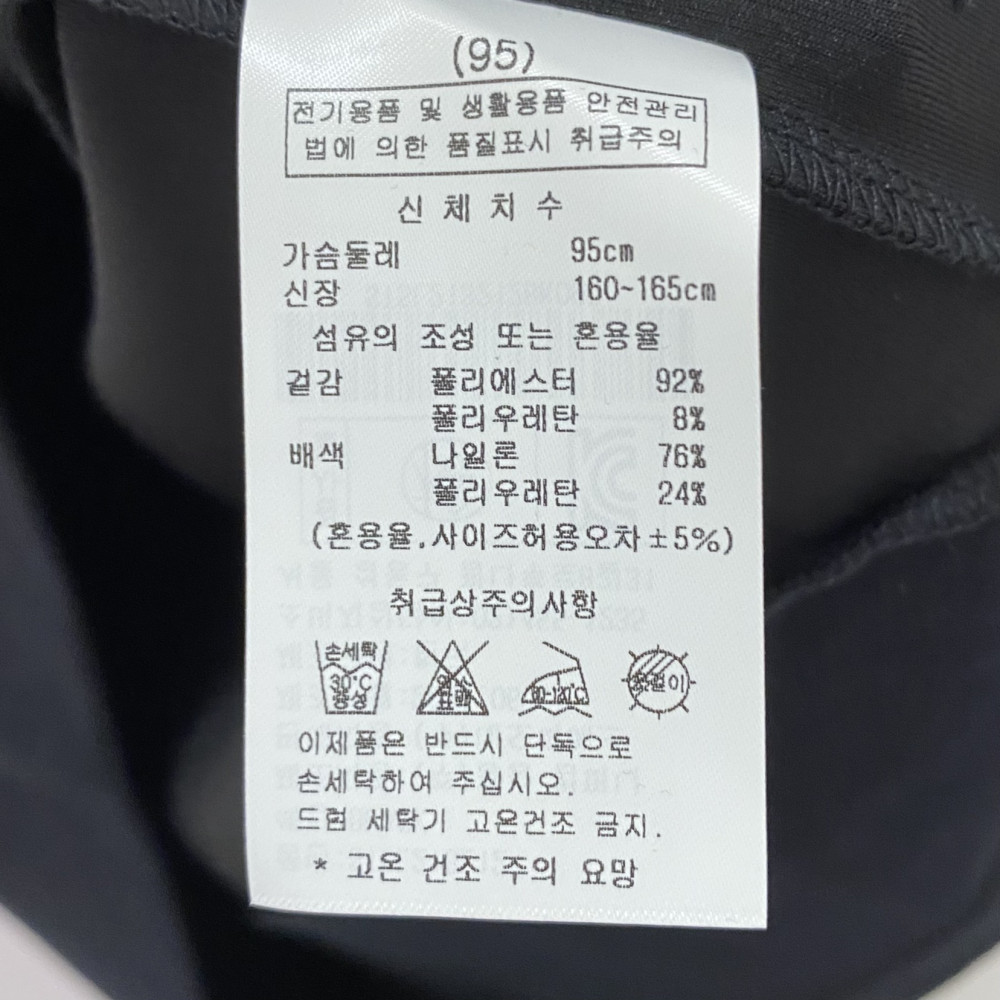 (95)
전기용품 및 생활용품 안전관리
법에 의한 품질표시 취급주의
신 체 치 수
가슴둘레 95cm
신장 160~165cm
섬유의 조성 또는 혼용율
겉감 폴리에스터 92%
폴리우레탄 8%
배색 나일론 76%
폴리우레탄 24%
(혼용율.사이즈허용오차±5%)
취급상주의사항
손세탁
30°C
중성
이제품은 반드시 단독으로
손세탁하여 주십시오.
드럼 세탁기 고온건조 금지.
* 고온 건조 주의 요망